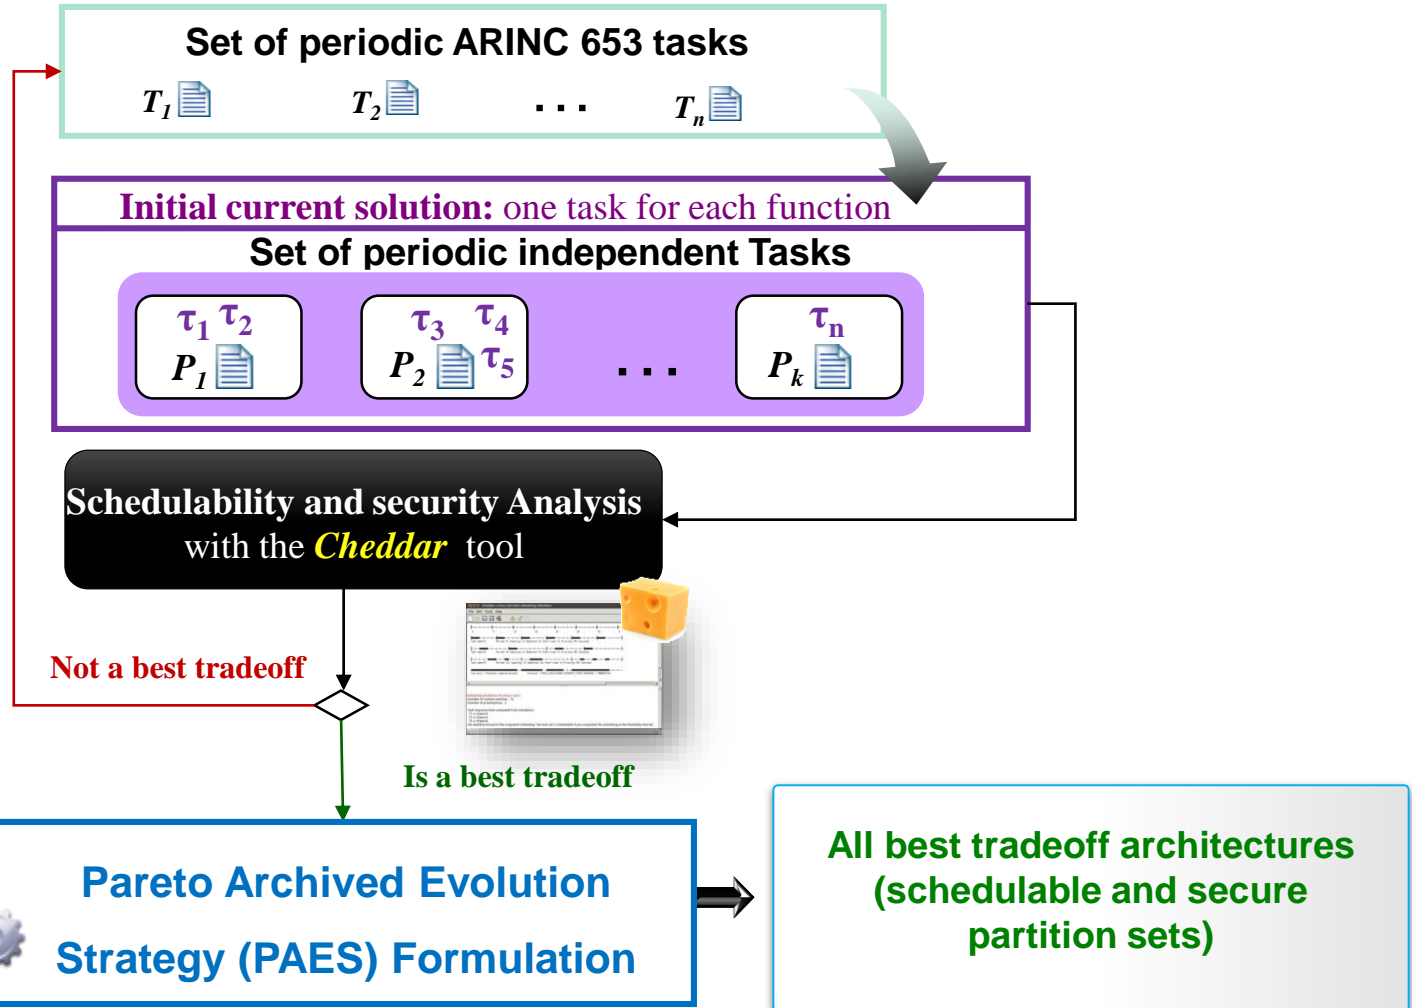 Set of periodic ARINC 653 tasks
T1 T2 ... Tn
Initial current solution: one task for each function
Set of periodic independent Tasks
τ1 τ2 τ3 τ4 τn
P1 P2 τ5 ... Pk
Schedulability and security Analysis
with the Cheddar tool
Not a best tradeoff
Is a best tradeoff
Pareto Archived Evolution
Strategy (PAES) Formulation
All best tradeoff architectures
(schedulable and secure
partition sets)